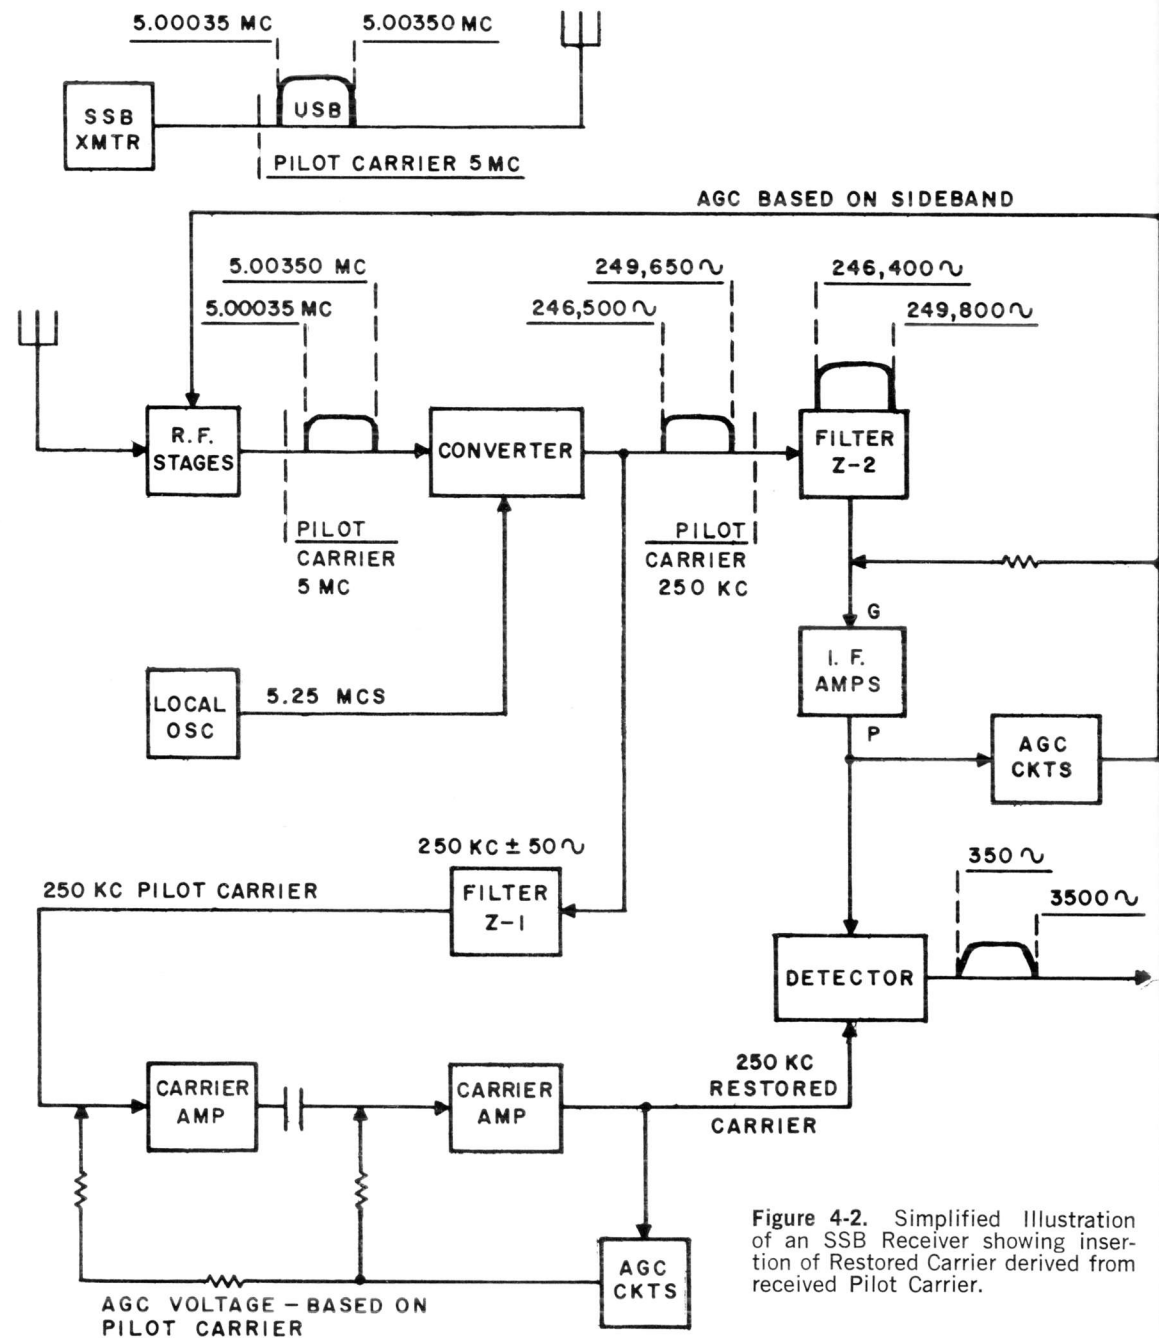 5.00035 MC
5.00350 MC
SSB
XMTR
USB
PILOT CARRIER 5 MC
AGC BASED ON SIDEBAND
5.00350 MC
5.00035 MC
249,650∿
246,500∿
246,400∿
249,800∿
R.F.
STAGES
CONVERTER
FILTER
Z-2
PILOT
CARRIER
5 MC
PILOT
CARRIER
250 KC
G
I. F.
AMPS
P
LOCAL
OSC
5.25 MCS
AGC
CKTS
250 KC ± 50∿
250 KC PILOT CARRIER
FILTER
Z-1
350∿
3500∿
DETECTOR
CARRIER
AMP
CARRIER
AMP
250 KC
RESTORED
CARRIER
AGC
CKTS
AGC VOLTAGE – BASED ON
PILOT CARRIER
Figure 4-2. Simplified Illustration
of an SSB Receiver showing inser-
tion of Restored Carrier derived from
received Pilot Carrier.